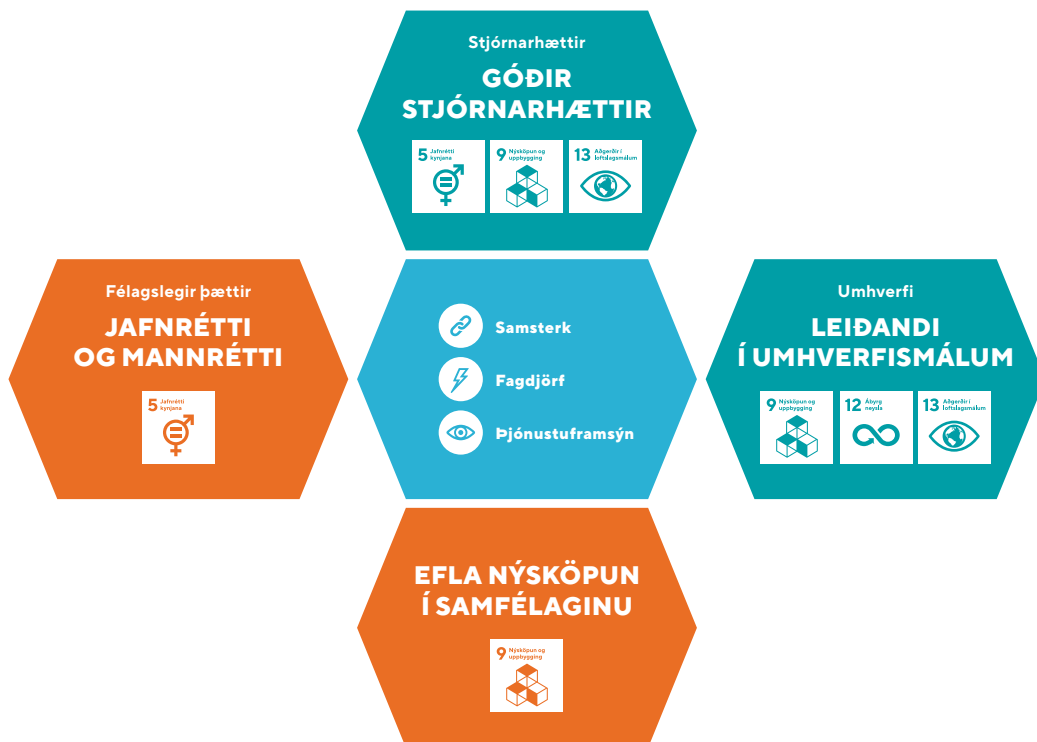 Stjórnarhættir
GÓÐIR
STJÓRNARHÆTTIR
5 Jafnrétti
kynjana
9 Nýsköpun og
uppbygging
13 Aðgerðir í
loftslagsmálum
Félagslegir þættir
JAFNRÉTTI
OG MANNRÉTTI
5 Jafnrétti
kynjana
Samsterk
Fagdjörf
Þjónustuframsýn
Umhverfi
LEIÐANDI
Í UMHVERFISMÁLUM
9 Nýsköpun og
uppbygging
12 Ábyrg
neysla
13 Aðgerðir í
loftslagsmálum
EFLA NÝSKÖPUN
Í SAMFÉLAGINU
9 Nýsköpun og
uppbygging